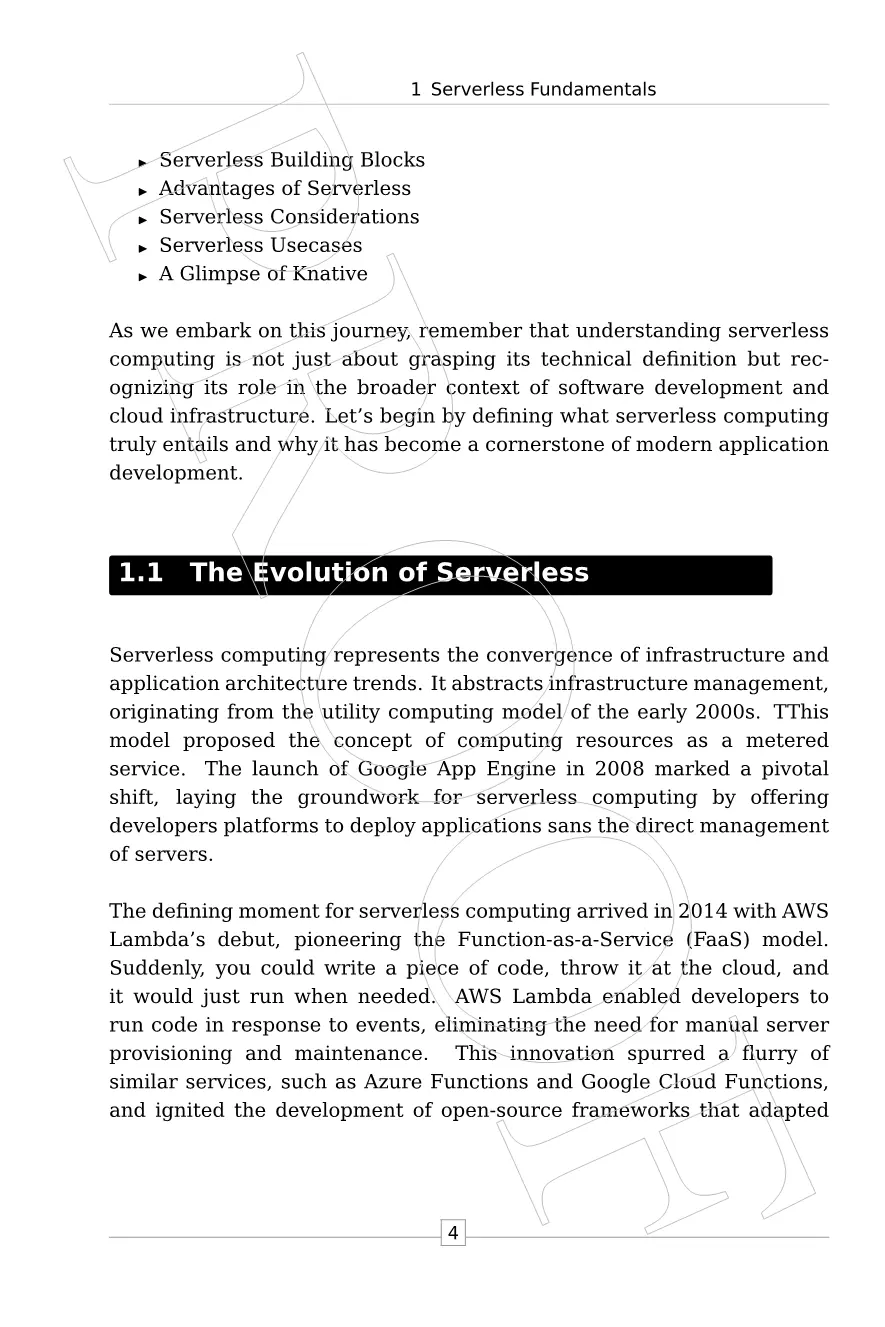 1 Serverless Fundamentals
▸ Serverless Building Blocks
▸ Advantages of Serverless
▸ Serverless Considerations
▸ Serverless Usecases
▸ A Glimpse of Knative
As we embark on this journey, remember that understanding serverless
computing is not just about grasping its technical definition but rec-
ognizing its role in the broader context of software development and
cloud infrastructure. Let’s begin by defining what serverless computing
truly entails and why it has become a cornerstone of modern application
development.
1.1 The Evolution of Serverless
Serverless computing represents the convergence of infrastructure and
application architecture trends. It abstracts infrastructure management,
originating from the utility computing model of the early 2000s. TThis
model proposed the concept of computing resources as a metered
service. The launch of Google App Engine in 2008 marked a pivotal
shift, laying the groundwork for serverless computing by offering
developers platforms to deploy applications sans the direct management
of servers.
The defining moment for serverless computing arrived in 2014 with AWS
Lambda’s debut, pioneering the Function-as-a-Service (FaaS) model.
Suddenly, you could write a piece of code, throw it at the cloud, and
it would just run when needed. AWS Lambda enabled developers to
run code in response to events, eliminating the need for manual server
provisioning and maintenance. This innovation spurred a flurry of
similar services, such as Azure Functions and Google Cloud Functions,
and ignited the development of open-source frameworks that adapted
4
PROOF